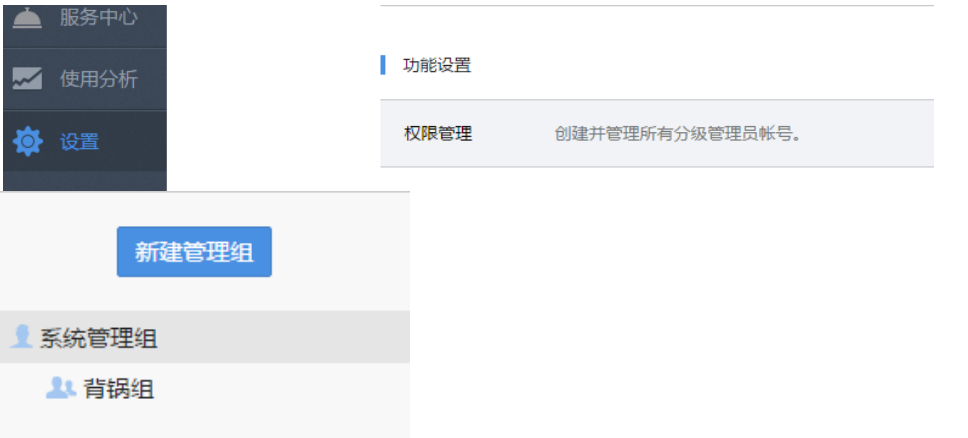 服务中心
使用分析
设置
功能设置
权限管理 创建并管理所有分级管理员帐号。
新建管理组
系统管理组
背锅组